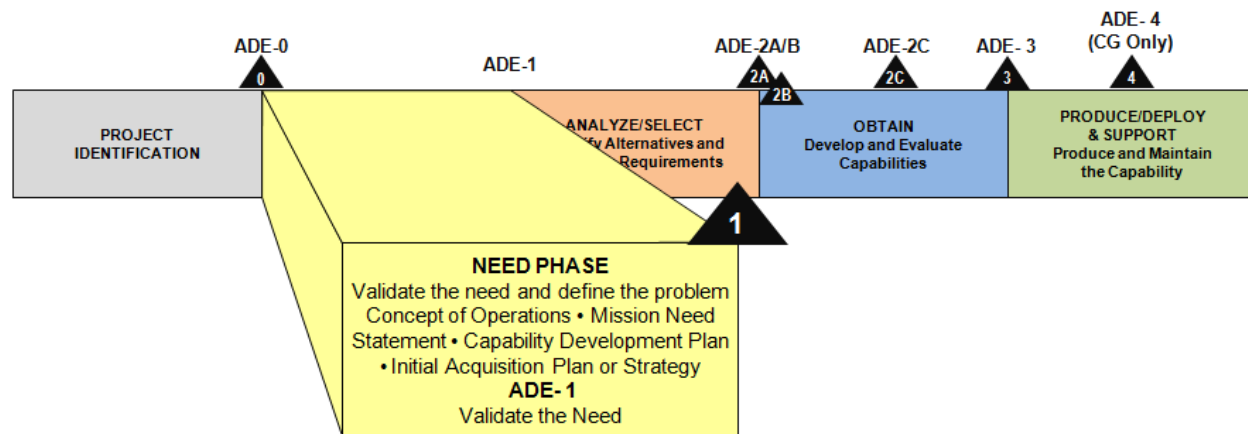 ADE-0
ADE-1
ADE-2A/B
ADE-2C
ADE- 3
ADE- 4
(CG Only)
0
2A
2B
2C
3
4
PROJECT
IDENTIFICATION
ANALYZE/SELECT
Alternatives and
Requirements
OBTAIN
Develop and Evaluate
Capabilities
PRODUCE/DEPLOY
& SUPPORT
Produce and Maintain
the Capability
1
NEED PHASE
Validate the need and define the problem
Concept of Operations • Mission Need
Statement • Capability Development Plan
• Initial Acquisition Plan or Strategy
ADE- 1
Validate the Need